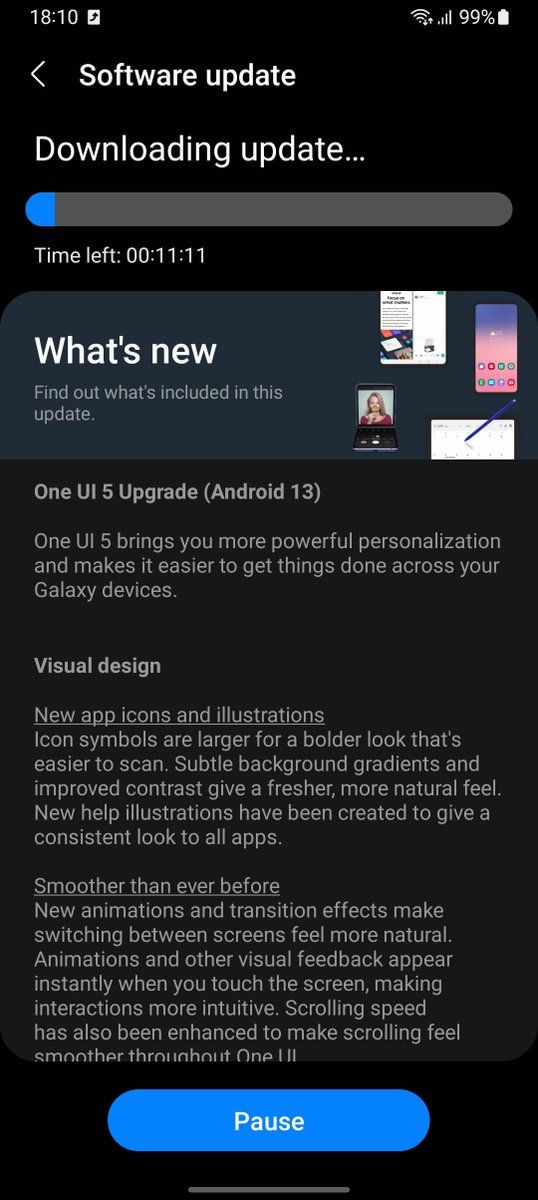 18:10
99%
Software update
Downloading update...
Time left: 00:11:11
Focus on
what matters
What's new
Find out what's included in this
update.
One UI 5 Upgrade (Android 13)
One UI 5 brings you more powerful personalization
and makes it easier to get things done across your
Galaxy devices.
Visual design
New app icons and illustrations
Icon symbols are larger for a bolder look that's
easier to scan. Subtle background gradients and
improved contrast give a fresher, more natural feel.
New help illustrations have been created to give a
consistent look to all apps.
Smoother than ever before
New animations and transition effects make
switching between screens feel more natural.
Animations and other visual feedback appear
instantly when you touch the screen, making
interactions more intuitive. Scrolling speed
has also been enhanced to make scrolling feel
smoother throughout One UI
Pause